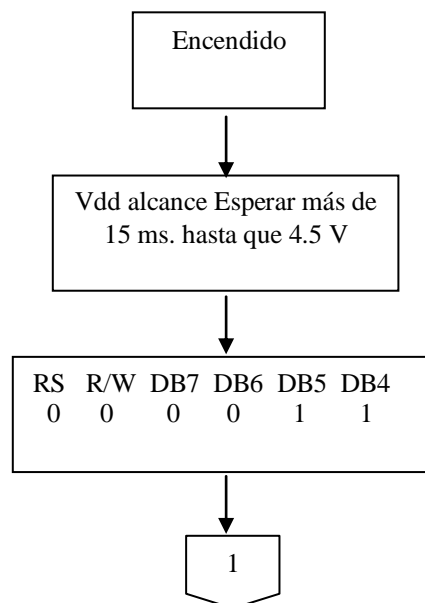 Encendido
Vdd alcance Esperar más de
15 ms. hasta que 4.5 V
RS R/W DB7 DB6 DB5 DB4
0 0 0 0 1 1
1